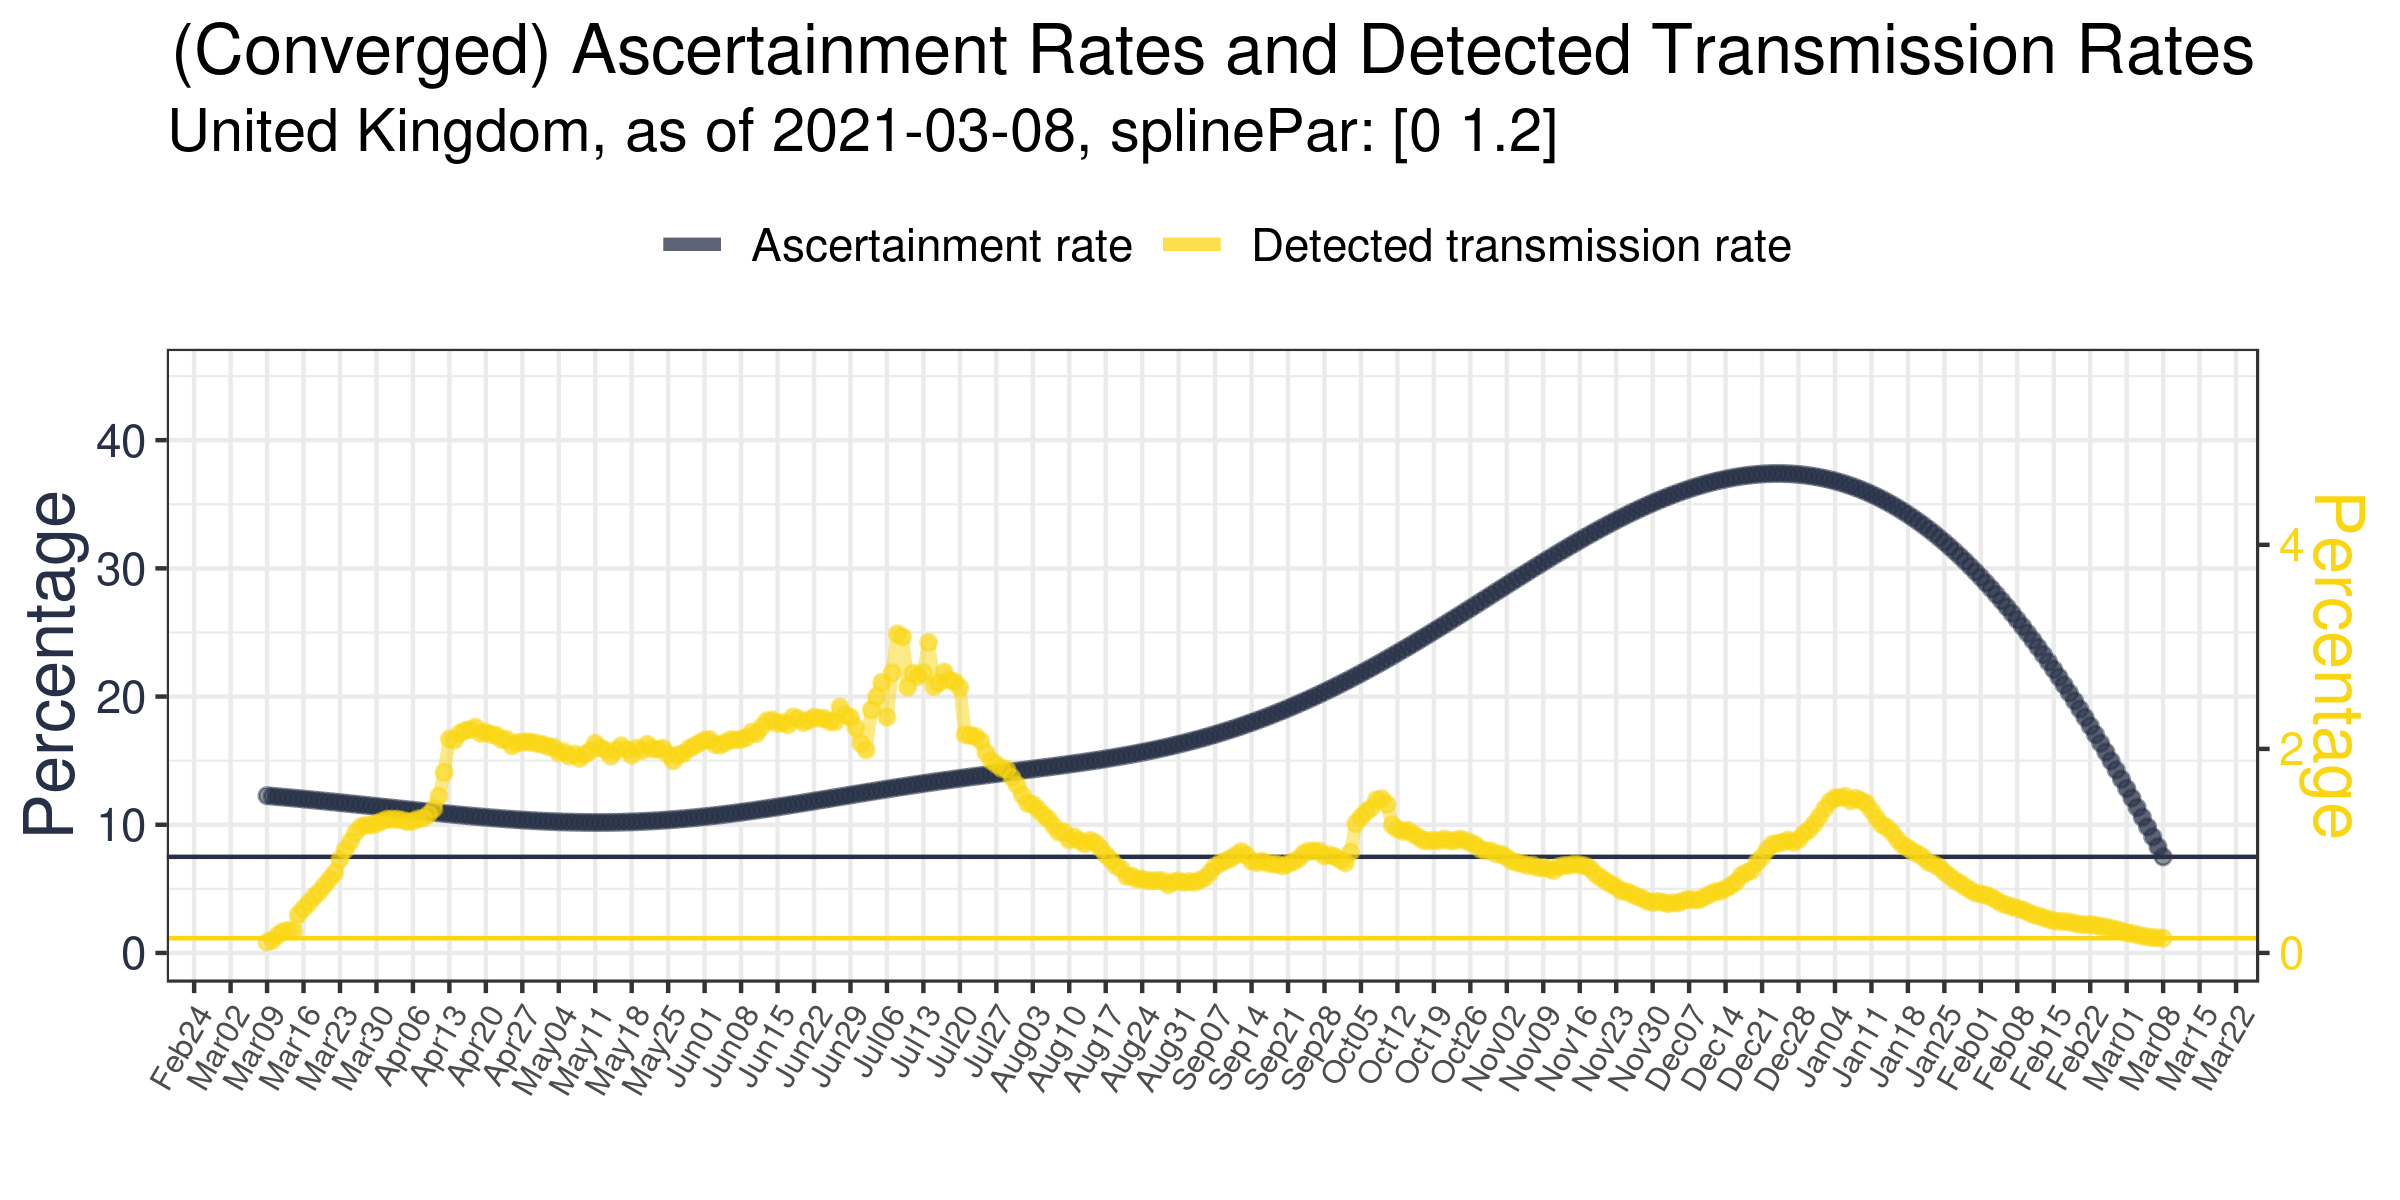 (Converged) Ascertainment Rates and Detected Transmission Rates
United Kingdom, as of 2021-03-08, splinePar: [0 1.2]
Ascertainment rate
Detected transmission rate
Percentage
40
30
20
10
0
4
2
0
Percentage
Feb24
Mar02
Mar09
Mar16
Mar23
Mar30
Apr06
Apr13
Apr20
Apr27
May04
May11
May18
May25
Jun01
Jun08
Jun15
Jun22
Jun29
Jul06
Jul13
Jul20
Jul27
Aug03
Aug10
Aug17
Aug24
Aug31
Sep07
Sep14
Sep21
Sep28
Oct05
Oct12
Oct19
Oct26
Nov02
Nov09
Nov16
Nov23
Nov30
Dec07
Dec14
Dec21
Dec28
Jan04
Jan11
Jan18
Jan25
Feb01
Feb08
Feb15
Feb22
Mar01
Mar08
Mar15
Mar22